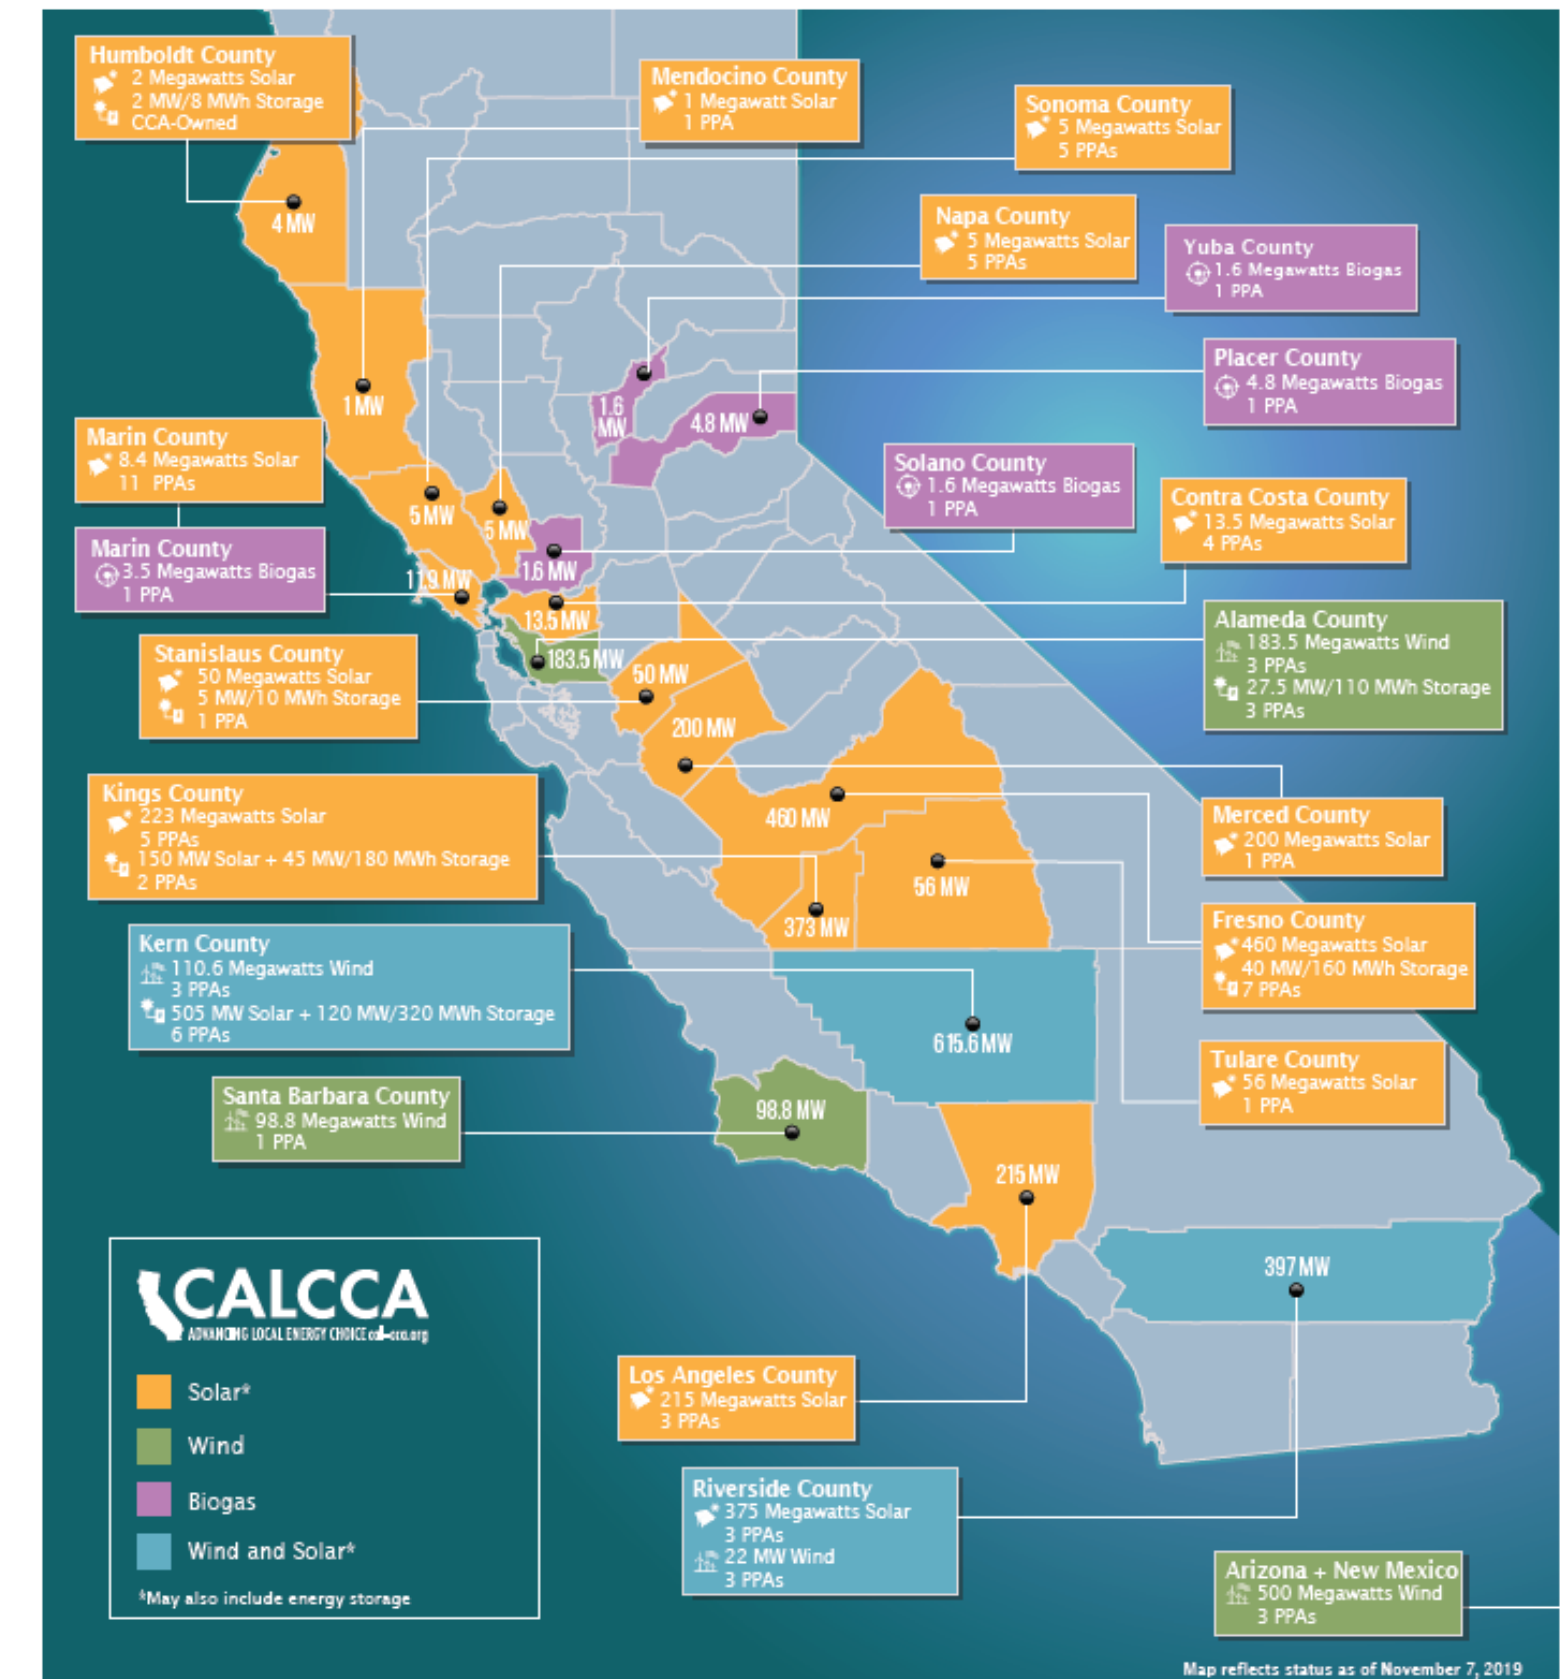 Humboldt County
2 Megawatts Solar
2 MW/8 MWh Storage
CCA-Owned
Mendocino County
1 Megawatt Solar
1 PPA
Sonoma County
5 Megawatts Solar
5 PPAs
Napa County
5 Megawatts Solar
5 PPAs
Yuba County
1.6 Megawatts Biogas
1 PPA
Placer County
4.8 Megawatts Biogas
1 PPA
Marin County
8.4 Megawatts Solar
11 PPAs
Marin County
3.5 Megawatts Biogas
1 PPA
Solano County
1.6 Megawatts Biogas
1 PPA
Contra Costa County
13.5 Megawatts Solar
4 PPAs
Stanislaus County
50 Megawatts Solar
5 MW/10 MWh Storage
1 PPA
Alameda County
183.5 Megawatts Wind
3 PPAs
27.5 MW/110 MWh Storage
3 PPAs
Kings County
223 Megawatts Solar
5 PPAs
150 MW Solar + 45 MW/180 MWh Storage
2 PPAs
Merced County
200 Megawatts Solar
1 PPA
Kern County
110.6 Megawatts Wind
3 PPAs
505 MW Solar + 120 MW/320 MWh Storage
6 PPAs
Fresno County
460 Megawatts Solar
40 MW/160 MWh Storage
7 PPAs
Tulare County
56 Megawatts Solar
1 PPA
Santa Barbara County
98.8 Megawatts Wind
1 PPA
Los Angeles County
215 Megawatts Solar
3 PPAs
Riverside County
375 Megawatts Solar
3 PPAs
22 MW Wind
3 PPAs
Arizona + New Mexico
500 Megawatts Wind
3 PPAs
4 MW
1 MW
1.6
MW
4.8 MW
5 MW
5 MW
1.6 MW
11.9 MW
13.5 MW
183.5 MW
50 MW
200 MW
460 MW
56 MW
373 MW
615.6 MW
98.8 MW
215 MW
397 MW
CALCCA
ADVANCING LOCAL ENERGY CHOICE cal-cca.org
Solar*
Wind
Biogas
Wind and Solar*
*May also include energy storage
Map reflects status as of November 7, 2019